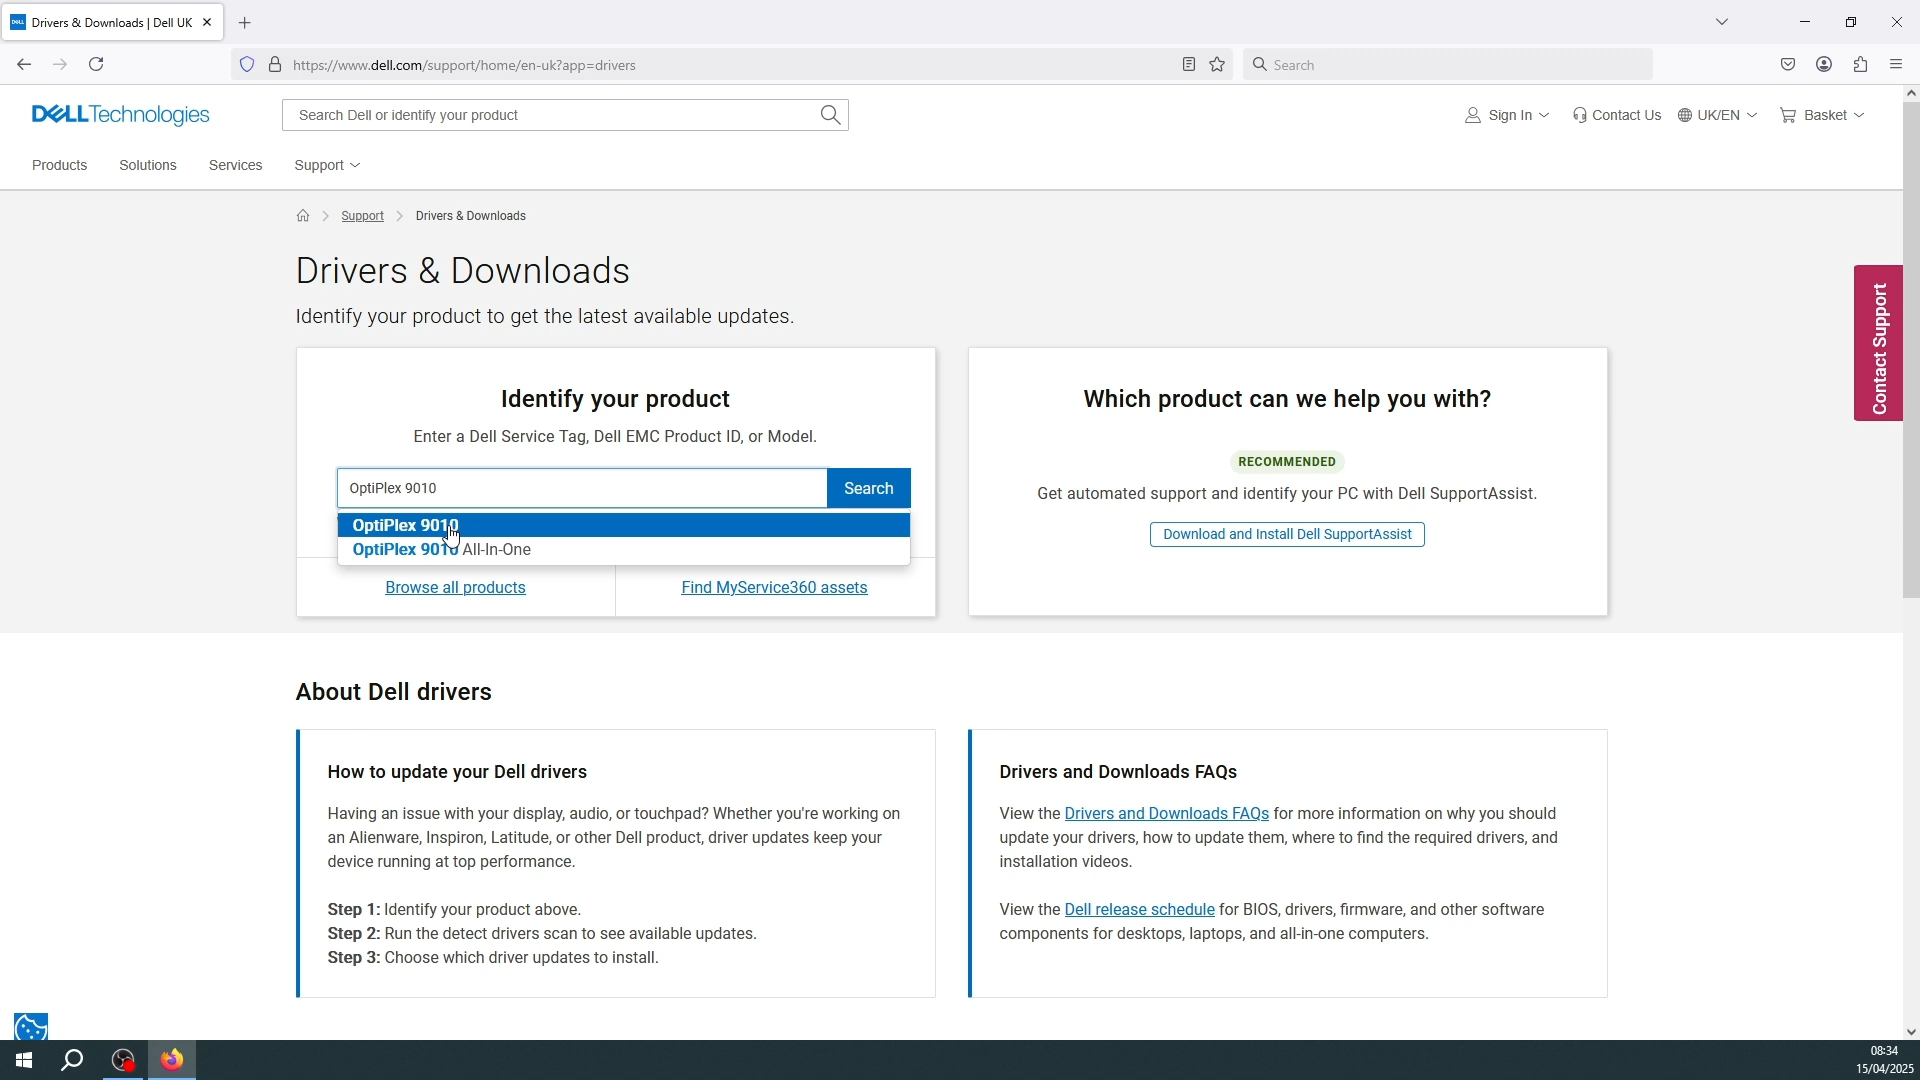 Drivers & Downloads | Dell UK
https://www.dell.com/support/home/en-uk?app=drivers
Search
DELLTechnologies
Search Dell or identify your product
Sign In
Contact Us
UK/EN
Basket
Products
Solutions
Services
Support
Support
Drivers & Downloads
Drivers & Downloads
Identify your product to get the latest available updates.
Contact Support
Identify your product
Enter a Dell Service Tag, Dell EMC Product ID, or Model.
OptiPlex 9010
Search
OptiPlex 9010
OptiPlex 9010 All-In-One
Browse all products
Find MyService360 assets
Which product can we help you with?
RECOMMENDED
Get automated support and identify your PC with Dell SupportAssist.
Download and Install Dell SupportAssist
About Dell drivers
How to update your Dell drivers
Having an issue with your display, audio, or touchpad? Whether you're working on
an Alienware, Inspiron, Latitude, or other Dell product, driver updates keep your
device running at top performance.
Step 1: Identify your product above.
Step 2: Run the detect drivers scan to see available updates.
Step 3: Choose which driver updates to install.
Drivers and Downloads FAQs
View the Drivers and Downloads FAQs for more information on why you should
update your drivers, how to update them, where to find the required drivers, and
installation videos.
View the Dell release schedule for BIOS, drivers, firmware, and other software
components for desktops, laptops, and all-in-one computers.
08:34
15/04/2025